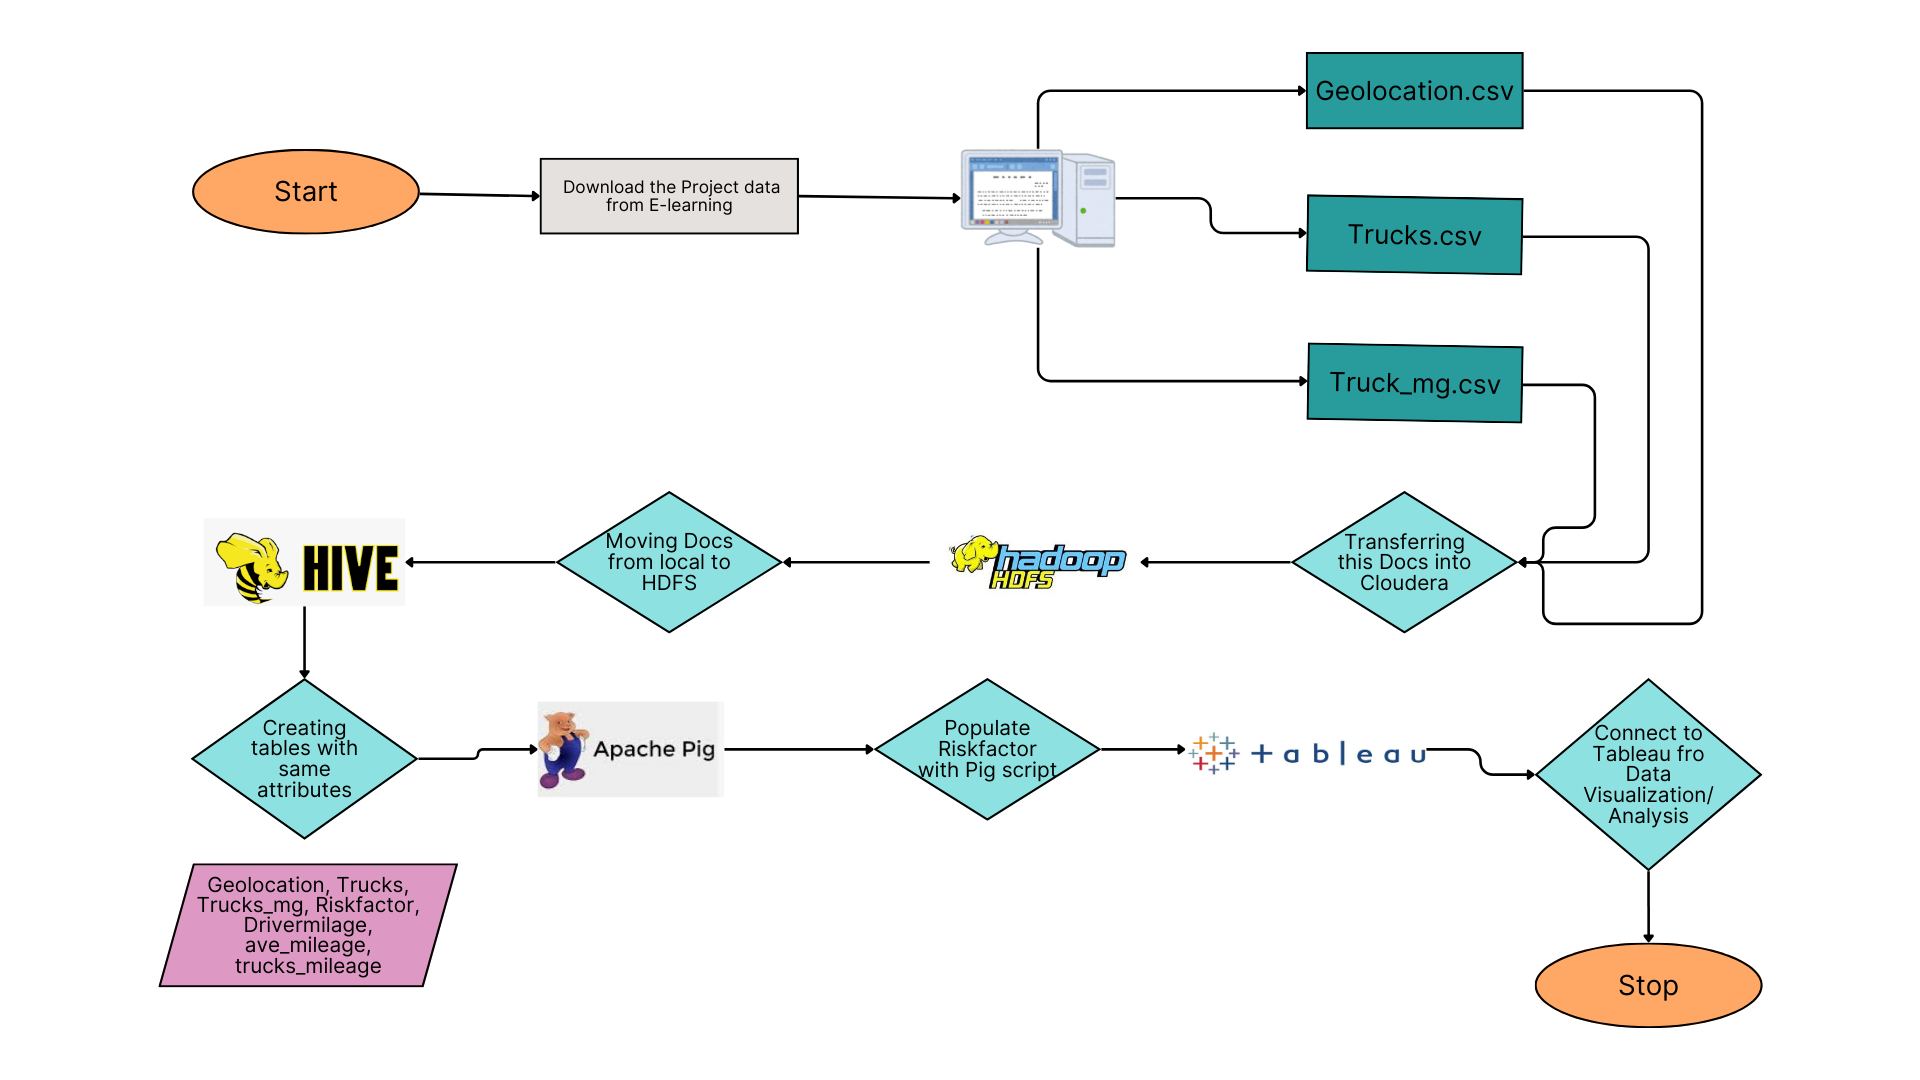 Geolocation.csv
Start
Download the Project data
from E-learning
Trucks.csv
Truck_mg.csv
HIVE
Moving Docs
from local to
HDFS
hadoop
HDFS
Transferring
this Docs into
Cloudera
Creating
tables with
same
attributes
Apache Pig
Populate
Riskfactor
with Pig script
+ableau
Connect to
Tableau fro
Data
Visualization/
Analysis
Geolocation, Trucks,
Trucks_mg, Riskfactor,
Drivermilage,
ave_mileage,
trucks_mileage
Stop